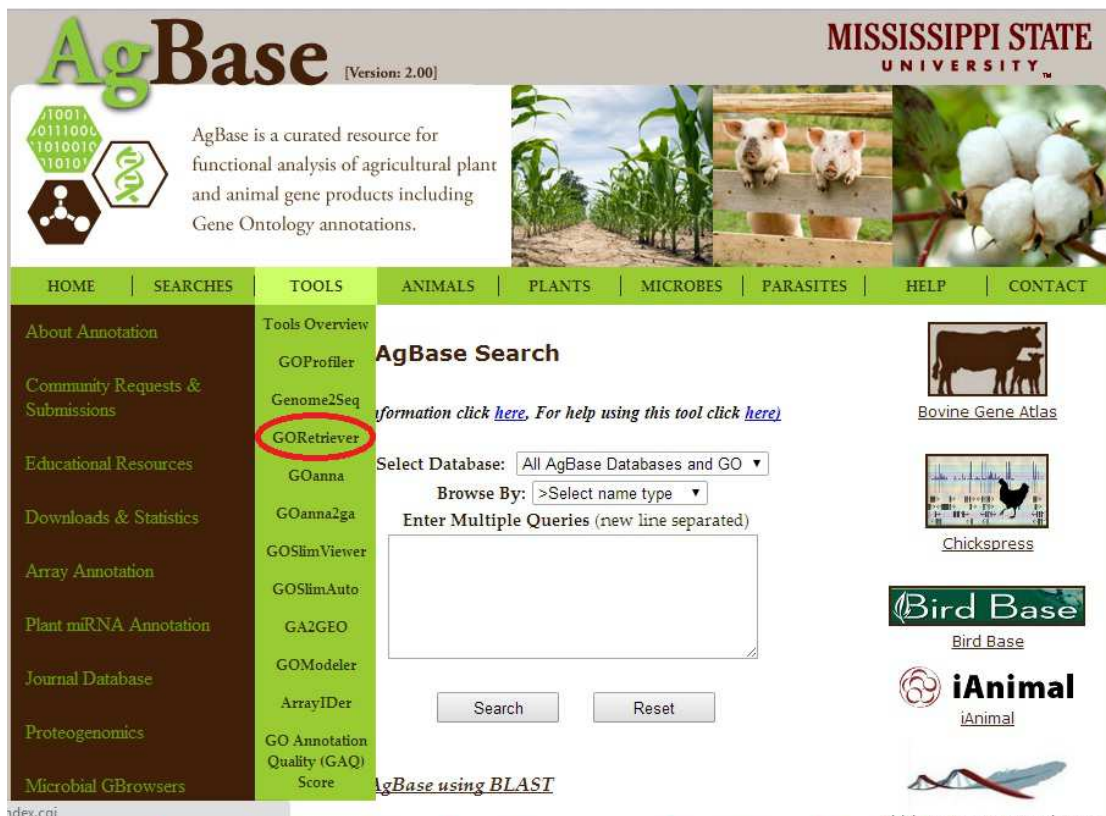 AgBase [Version: 2.00]
MISSISSIPPI STATE
UNIVERSITY™
AgBase is a curated resource for
functional analysis of agricultural plant
and animal gene products including
Gene Ontology annotations.
HOME SEARCHES TOOLS ANIMALS PLANTS MICROBES PARASITES HELP CONTACT
About Annotation
Community Requests &
Submissions
Educational Resources
Downloads & Statistics
Array Annotation
Plant miRNA Annotation
Journal Database
Proteogenomics
Microbial GBrowsers
Tools Overview
GOProfiler
Genome2Seq
GORetriever
GOanna
GOanna2ga
GOSlimViewer
GOSlimAuto
GA2GEO
GOModeler
ArrayIDer
GO Annotation
Quality (GAQ)
Score
AgBase Search
nformation click here, For help using this tool click here)
Select Database: All AgBase Databases and GO ▼
Browse By: >Select name type ▼
Enter Multiple Queries (new line separated)
Search Reset
AgBase using BLAST
Bovine Gene Atlas
Chickspress
Bird Base
Bird Base
iAnimal
iAnimal
ndex.cgi